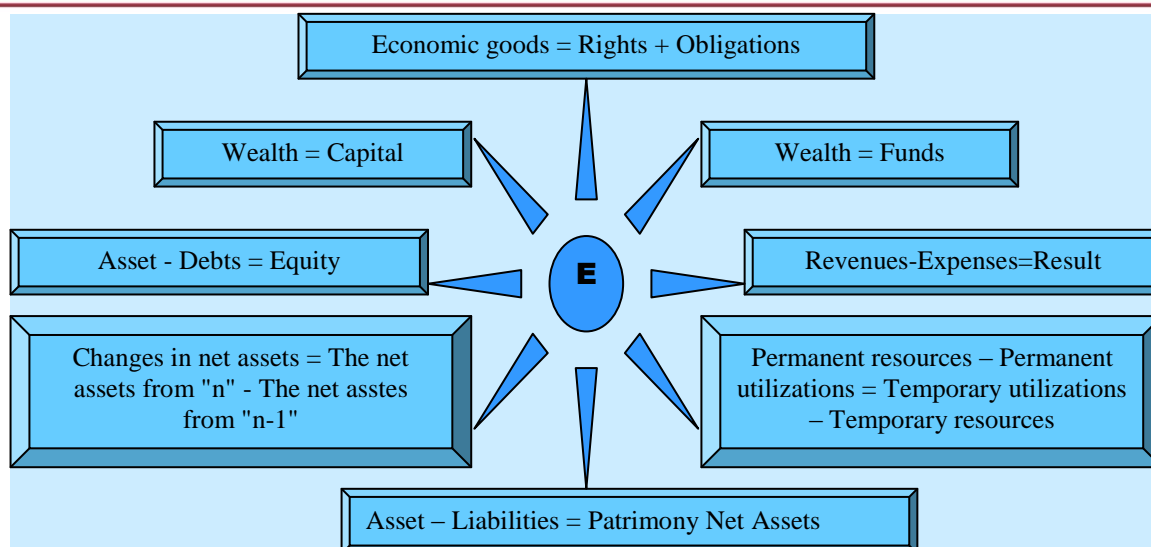 Economic goods = Rights + Obligations
Wealth = Capital
Wealth = Funds
Asset - Debts = Equity
E
Revenues-Expenses=Result
Changes in net assets = The net
assets from "n" - The net asstes
from "n-1"
Permanent resources – Permanent
utilizations = Temporary utilizations
– Temporary resources
Asset – Liabilities = Patrimony Net Assets